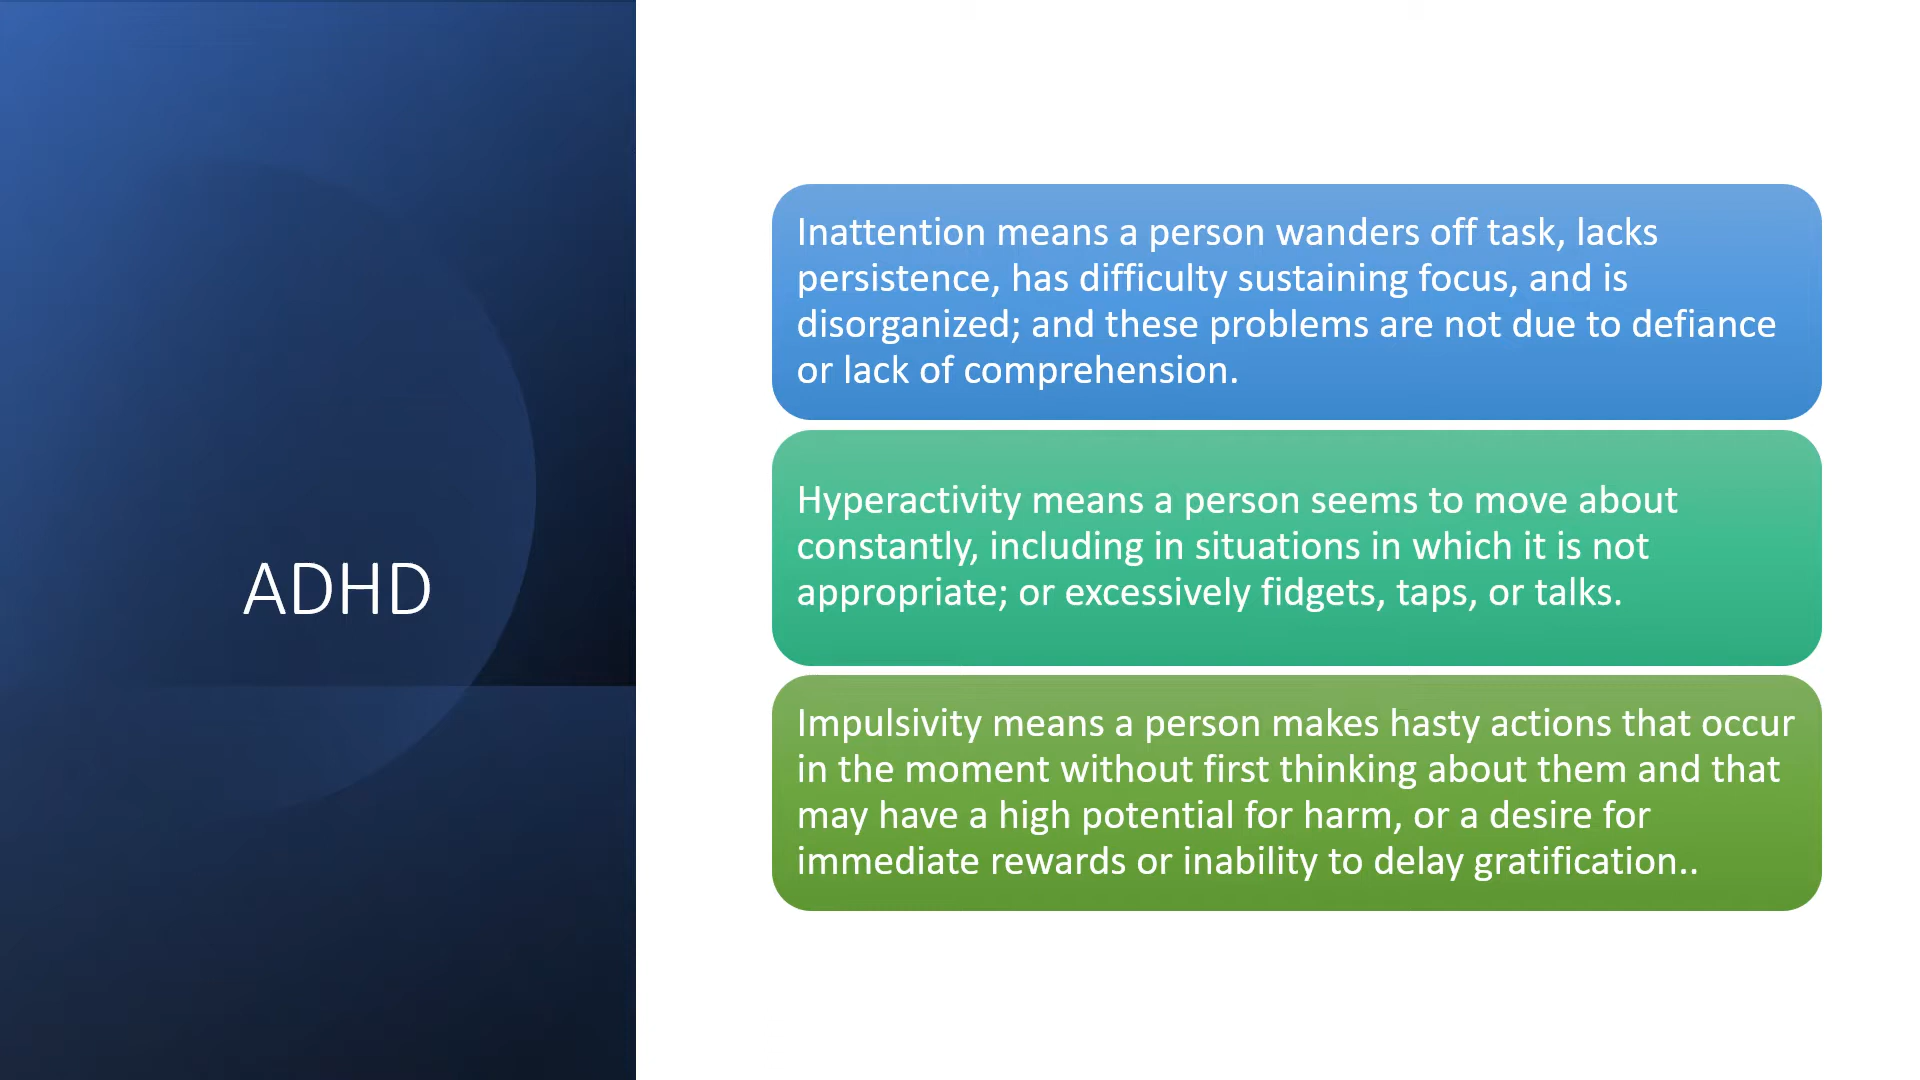 ADHD
Inattention means a person wanders off task, lacks
persistence, has difficulty sustaining focus, and is
disorganized; and these problems are not due to defiance
or lack of comprehension.
Hyperactivity means a person seems to move about
constantly, including in situations in which it is not
appropriate; or excessively fidgets, taps, or talks.
Impulsivity means a person makes hasty actions that occur
in the moment without first thinking about them and that
may have a high potential for harm, or a desire for
immediate rewards or inability to delay gratification..